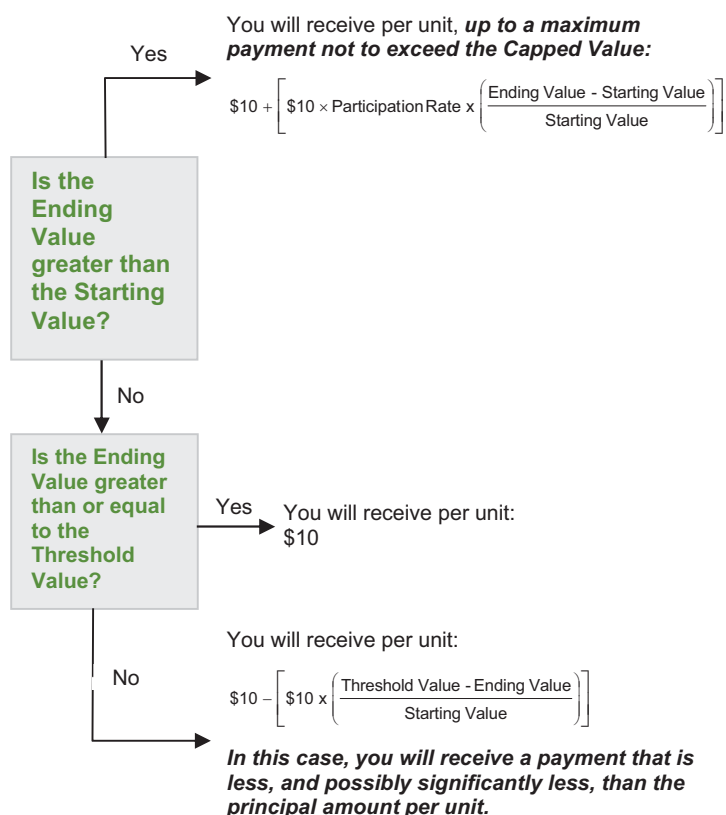 Yes
You will receive per unit, up to a maximum
payment not to exceed the Capped Value:
$10 + [ $10 × Participation Rate x ( Ending Value - Starting Value / Starting Value ) ]
Is the
Ending
Value
greater than
the Starting
Value?
No
Is the Ending
Value greater
than or equal
to the
Threshold
Value?
Yes
You will receive per unit:
$10
No
You will receive per unit:
$10 – [ $10 x ( Threshold Value - Ending Value / Starting Value ) ]
In this case, you will receive a payment that is
less, and possibly significantly less, than the
principal amount per unit.